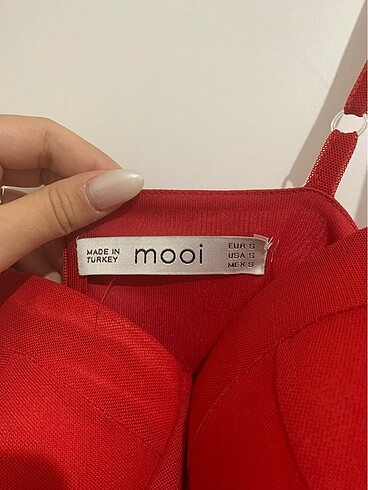 MADE IN
TURKEY
mooi
EUR S
USA S
MEX S